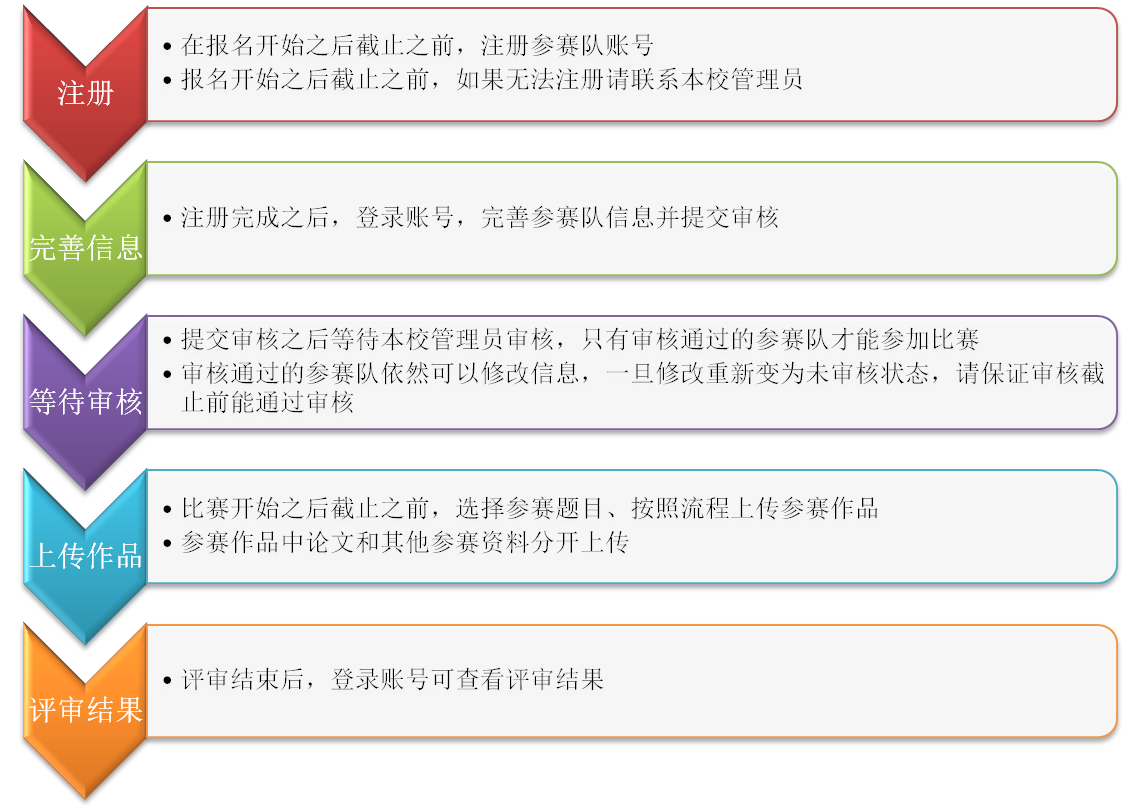 注册
• 在报名开始之后截止之前，注册参赛队账号
• 报名开始之后截止之前，如果无法注册请联系本校管理员
完善信息
• 注册完成之后，登录账号，完善参赛队信息并提交审核
等待审核
• 提交审核之后等待本校管理员审核，只有审核通过的参赛队才能参加比赛
• 审核通过的参赛队依然可以修改信息，一旦修改重新变为未审核状态，请保证审核截
止前能通过审核
上传作品
• 比赛开始之后截止之前，选择参赛题目、按照流程上传参赛作品
• 参赛作品中论文和其他参赛资料分开上传
评审结果
• 评审结束后，登录账号可查看评审结果